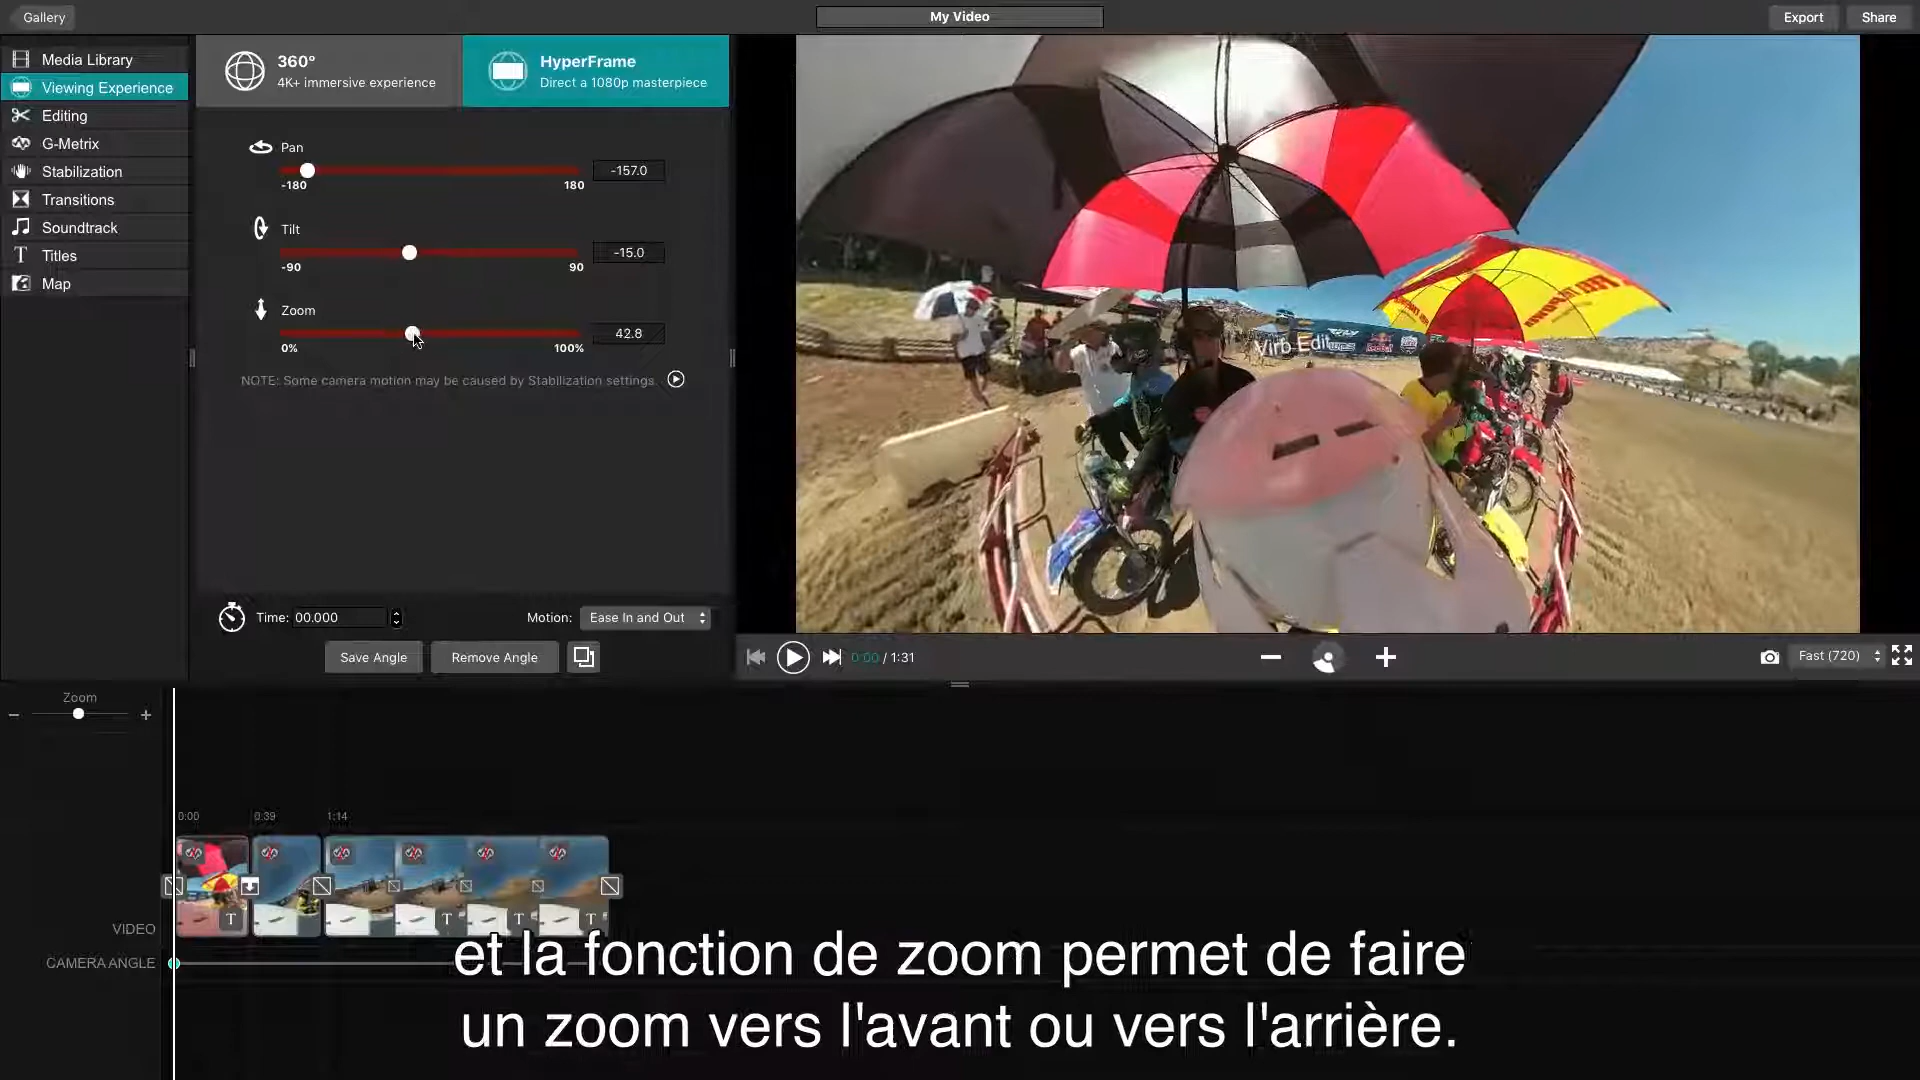 Gallery
My Video
Export
Share
Media Library
Viewing Experience
Editing
G-Metrix
Stabilization
Transitions
Soundtrack
Titles
Map
360°
4K+ immersive experience
HyperFrame
Direct a 1080p masterpiece
Pan
-180
180
-157.0
Tilt
-90
90
-15.0
Zoom
0%
100%
42.8
NOTE: Some camera motion may be caused by Stabilization settings.
Time: 00.000
Motion: Ease In and Out
Save Angle
Remove Angle
Virb Edit
0:00 / 1:31
Fast (720)
Zoom
0:00
0:39
1:14
T
T
T
T
VIDEO
CAMERA ANGLE
et la fonction de zoom permet de faire
un zoom vers l'avant ou vers l'arrière.